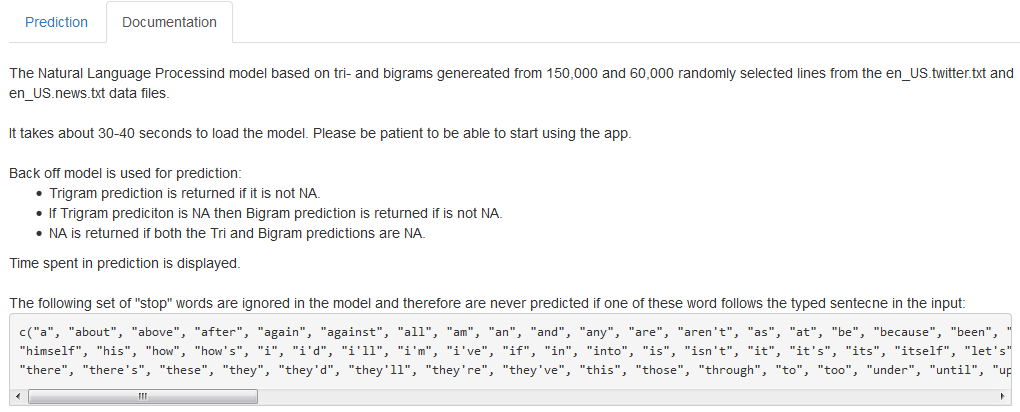 Prediction Documentation
The Natural Language Processind model based on tri- and bigrams genereated from 150,000 and 60,000 randomly selected lines from the en_US.twitter.txt and
en_US.news.txt data files.
It takes about 30-40 seconds to load the model. Please be patient to be able to start using the app.
Back off model is used for prediction:
• Trigram prediction is returned if it is not NA.
• If Trigram prediciton is NA then Bigram prediction is returned if is not NA.
• NA is returned if both the Tri and Bigram predictions are NA.
Time spent in prediction is displayed.
The following set of "stop" words are ignored in the model and therefore are never predicted if one of these word follows the typed sentecne in the input:
c("a", "about", "above", "after", "again", "against", "all", "am", "an", "and", "any", "are", "aren't", "as", "at", "be", "because", "been", "
"himself", "his", "how", "how's", "i", "i'd", "i'll", "i'm", "i've", "if", "in", "into", "is", "isn't", "it", "it's", "its", "itself", "let's"
"there", "there's", "these", "they", "they'd", "they'll", "they're", "they've", "this", "those", "through", "to", "too", "under", "until", "up